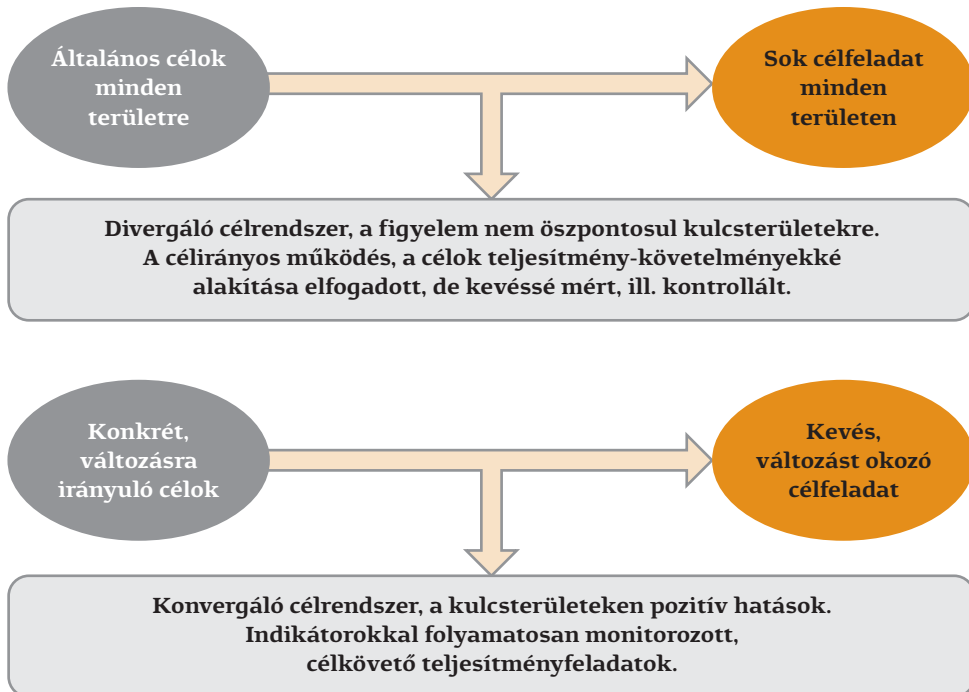 Általános célok
minden
területre
Sok célfeladat
minden
területen
Divergáló célrendszer, a figyelem nem öszpontosul kulcsterületekre.
A célirányos működés, a célok teljesítmény-követelményekké
alakítása elfogadott, de kevéssé mért, ill. kontrollált.
Konkrét,
változásra
irányuló célok
Kevés,
változást okozó
célfeladat
Konvergáló célrendszer, a kulcsterületeken pozitív hatások.
Indikátorokkal folyamatosan monitorozott,
célkövető teljesítményfeladatok.